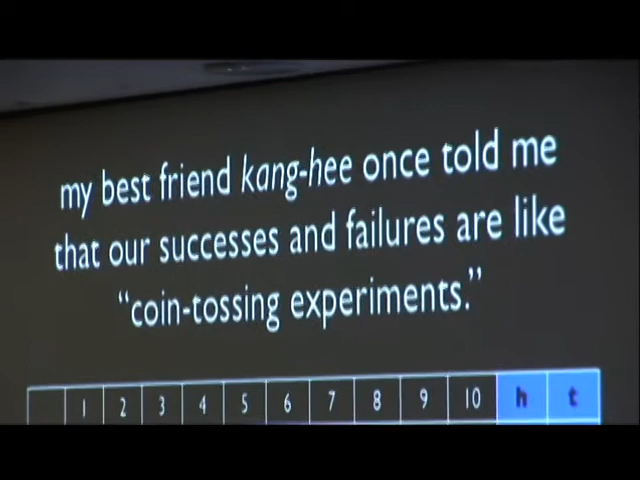 my best friend kang-hee once told me
that our successes and failures are like
“coin-tossing experiments.”
1 2 3 4 5 6 7 8 9 10 h t